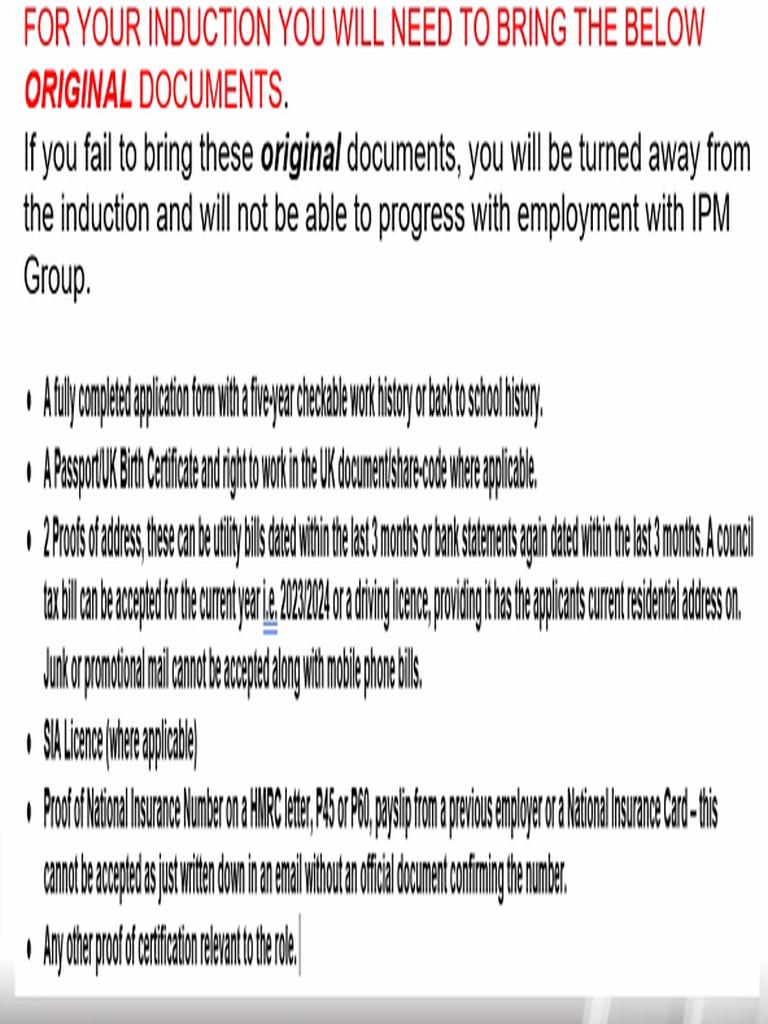 FOR YOUR INDUCTION YOU WILL NEED TO BRING THE BELOW
ORIGINAL DOCUMENTS.
If you fail to bring these original documents, you will be turned away from
the induction and will not be able to progress with employment with IPM
Group.
• A fully completed application form with a five-year checkable work history or back to school history.
• A Passport/UK Birth Certificate and right to work in the UK document/share-code where applicable.
• 2 Proofs of address, these can be utility bills dated within the last 3 months or bank statements again dated within the last 3 months. A council
tax bill can be accepted for the current year i.e. 2023/2024 or a driving licence, providing it has the applicants current residential address on.
Junk or promotional mail cannot be accepted along with mobile phone bills.
• SIA Licence (where applicable)
• Proof of National Insurance Number on a HMRC letter, P45 or P60, payslip from a previous employer or a National Insurance Card – this
cannot be accepted as just written down in an email without an official document confirming the number.
• Any other proof of certification relevant to the role.